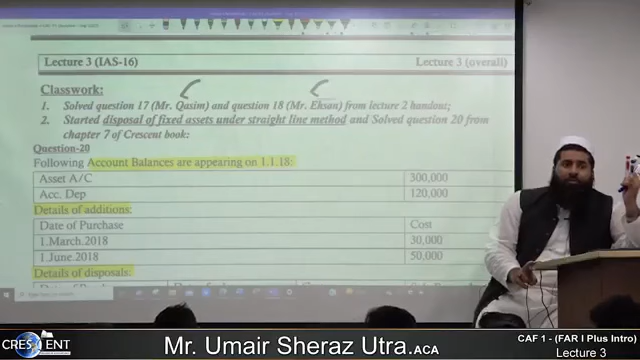 Lecture 3 (IAS-16) Lecture 3 (overall)
Classwork:
1. Solved question 17 (Mr. Qasim) and question 18 (Mr. Ehsan) from lecture 2 handout;
2. Started disposal of fixed assets under straight line method and Solved question 20 from
chapter 7 of Crescent book:
Question-20
Following Account Balances are appearing on 1.1.18:
Asset A/C 300,000
Acc. Dep 120,000
Details of additions:
Date of Purchase Cost
1.March.2018 30,000
1.June.2018 50,000
Details of disposals:
CRESCENT
Mr. Umair Sheraz Utra.ACA
CAF 1 - (FAR I Plus Intro)
Lecture 3